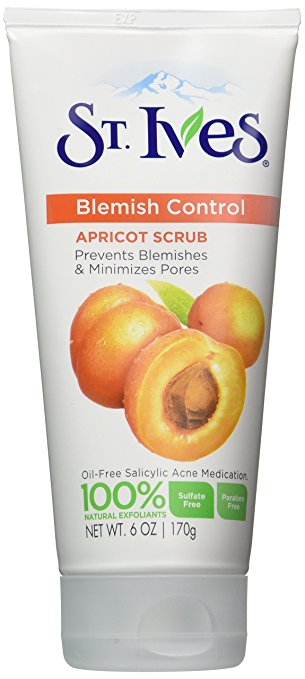 EXP
ST. IVES®
Blemish Control
APRICOT SCRUB
Prevents Blemishes
& Minimizes Pores
Oil-Free Salicylic Acne Medication.
100%
NATURAL EXFOLIANTS
Sulfate
Free
Paraben
Free
NET WT. 6 OZ | 170g